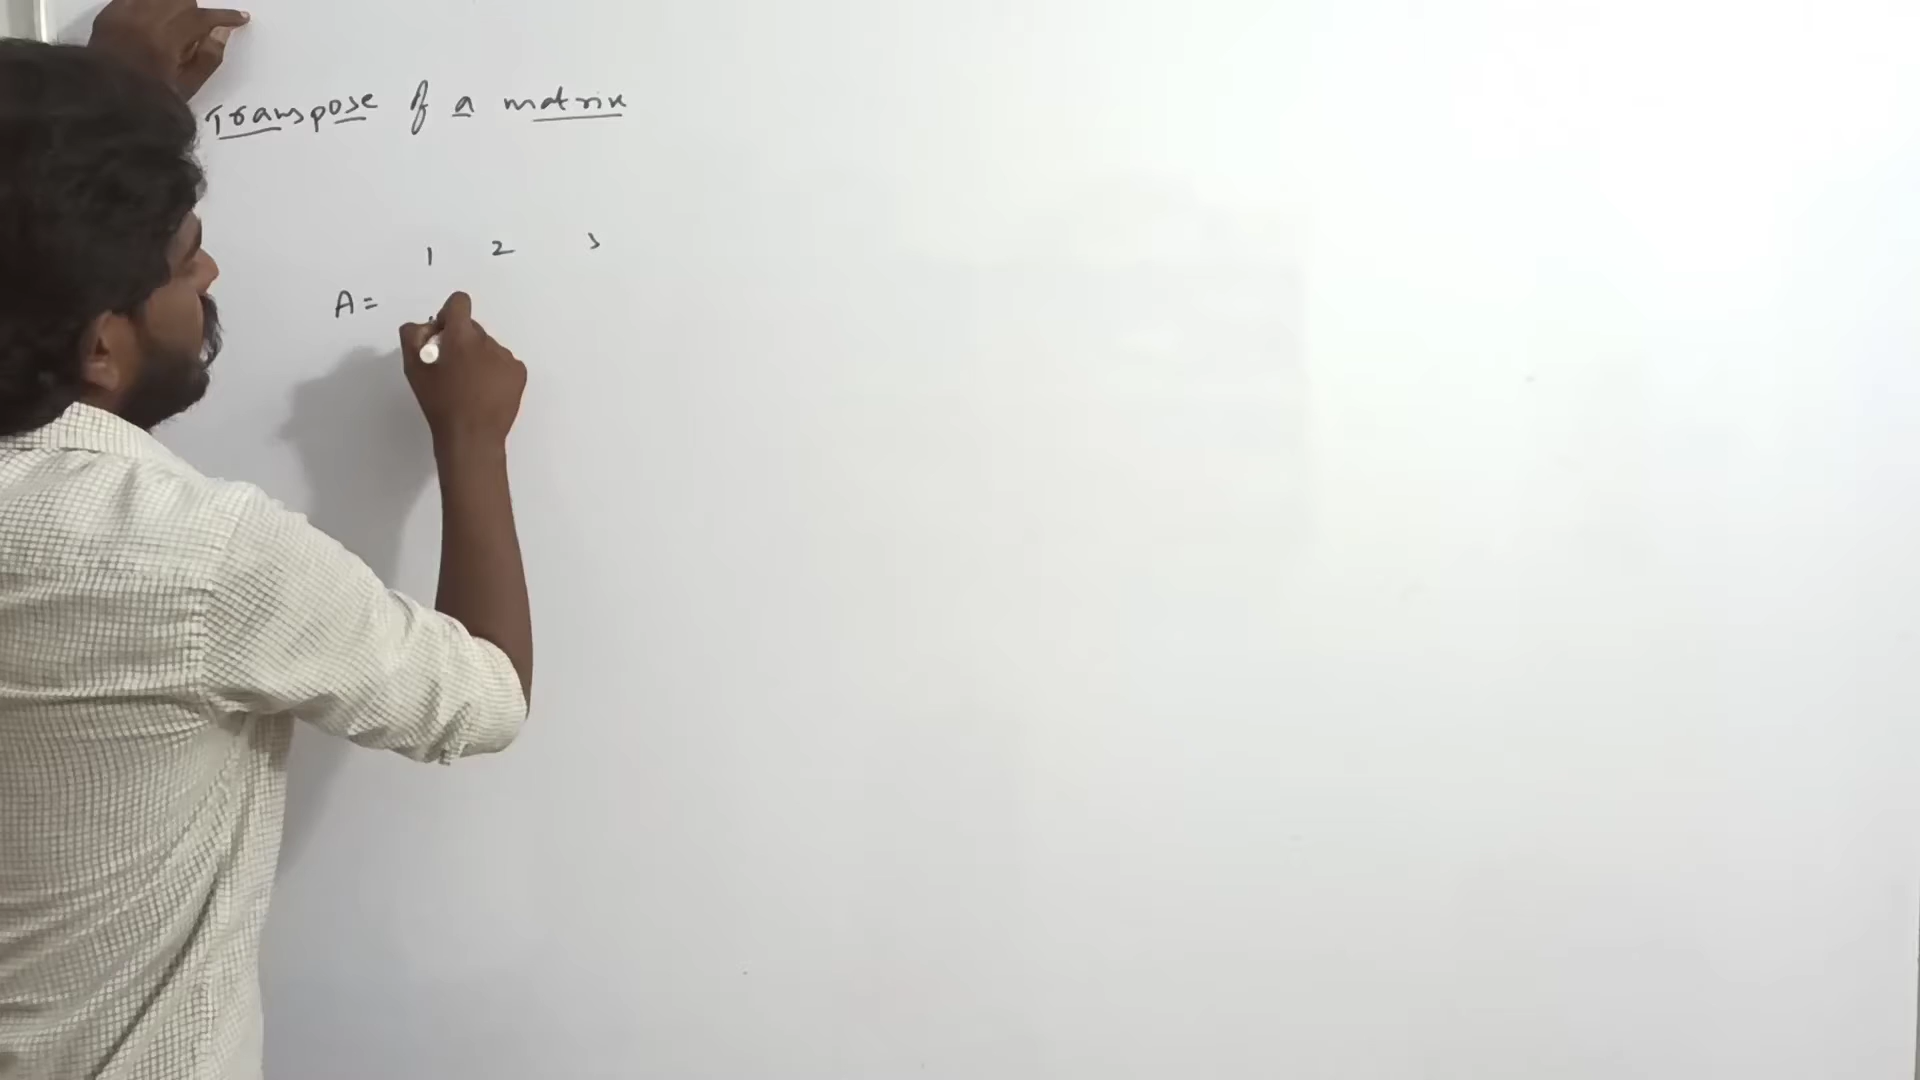 Transpose of a matrix
1 2 3
A =